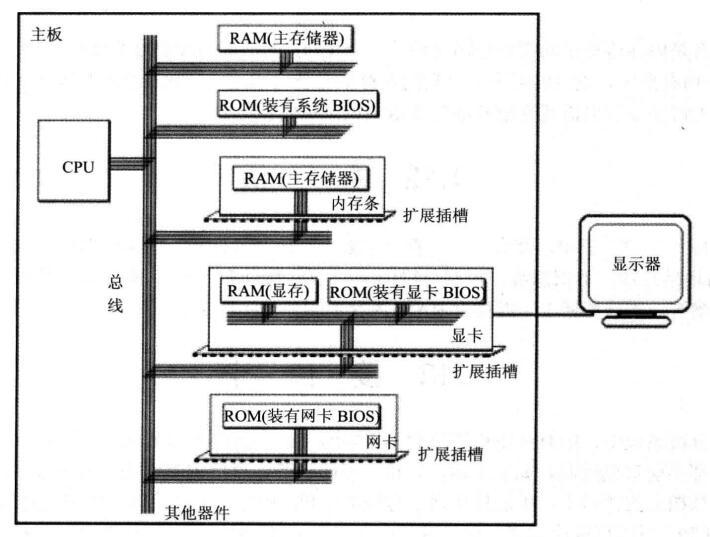 主板
RAM(主存储器)
ROM(装有系统 BIOS)
CPU
RAM(主存储器)
内存条
扩展插槽
显示器
总线
RAM(显存)
ROM(装有显卡 BIOS)
显卡
扩展插槽
ROM(装有网卡 BIOS)
网卡
扩展插槽
其他器件